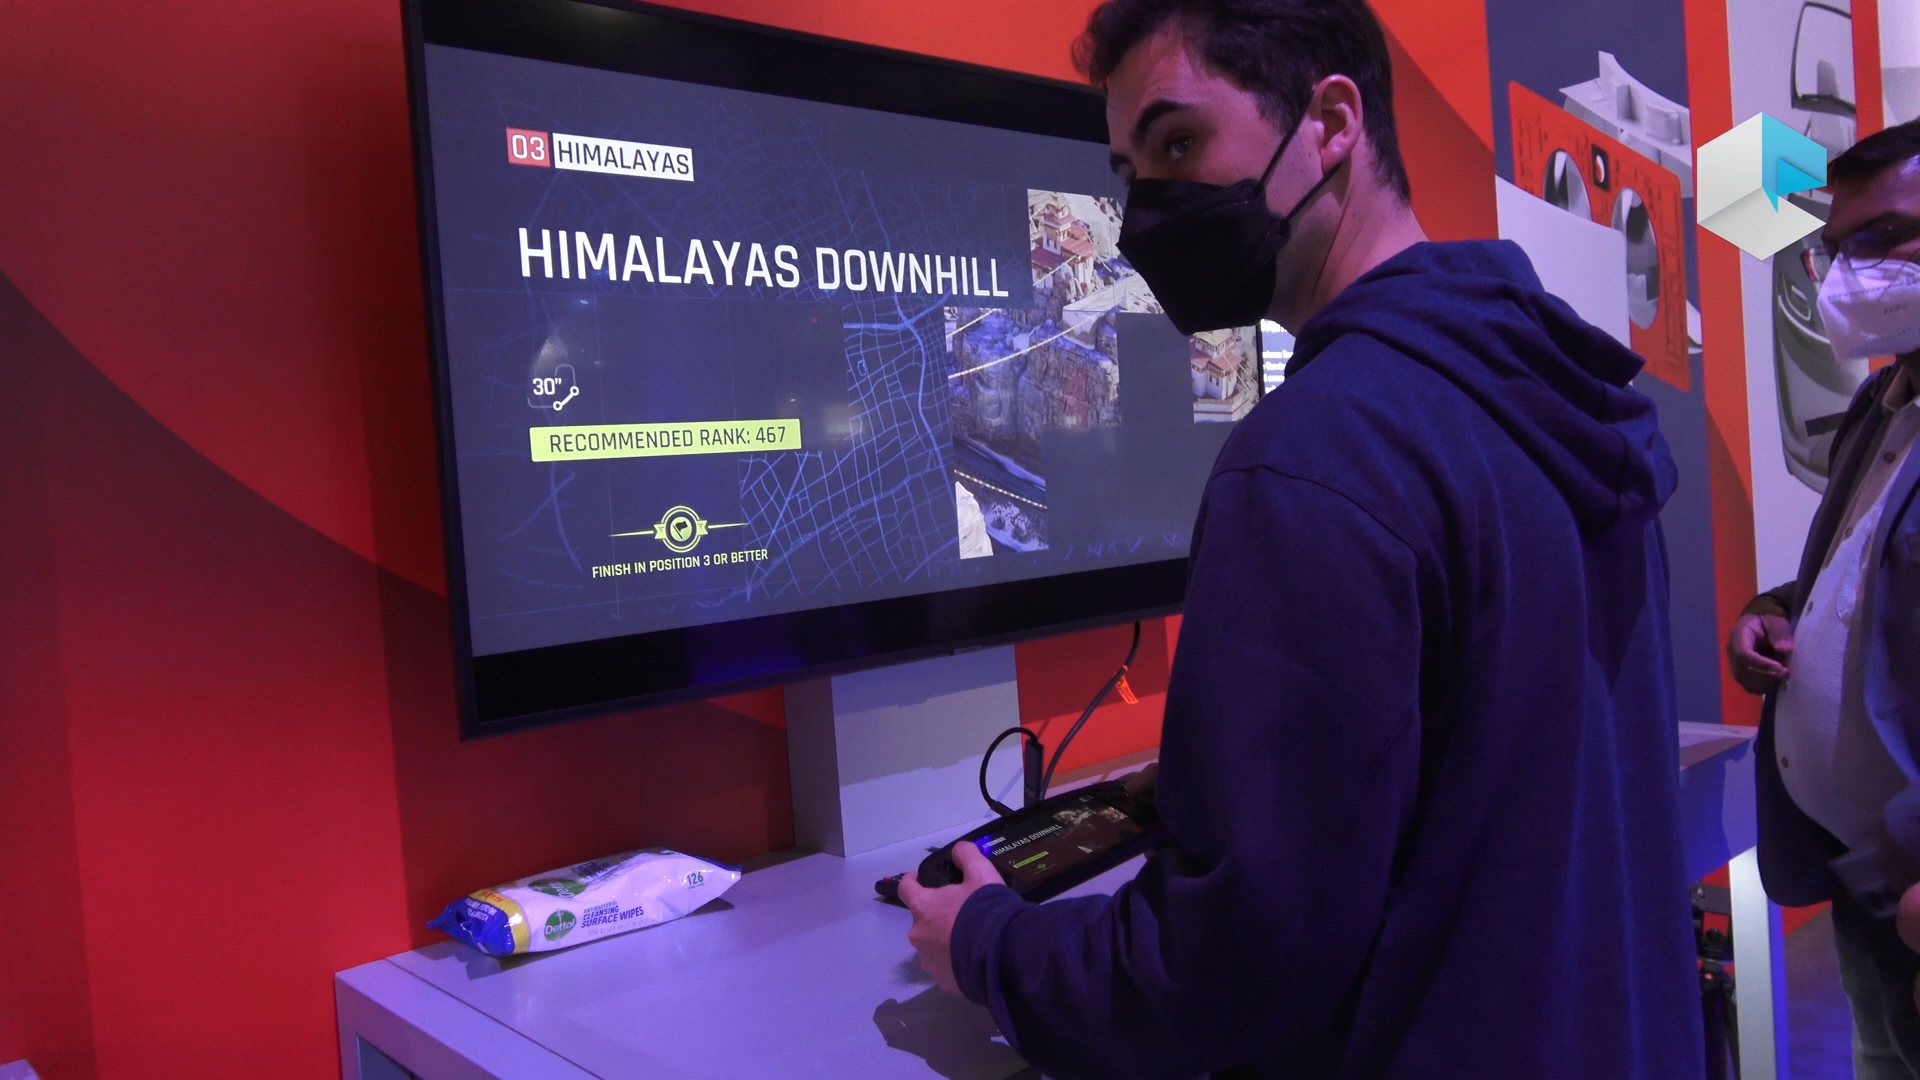 03 HIMALAYAS
HIMALAYAS DOWNHILL
30"
RECOMMENDED RANK: 467
FINISH IN POSITION 3 OR BETTER
HIMALAYAS DOWNHILL
126
Dettol
ANTIBACTERIAL
CLEANSING
SURFACE WIPES